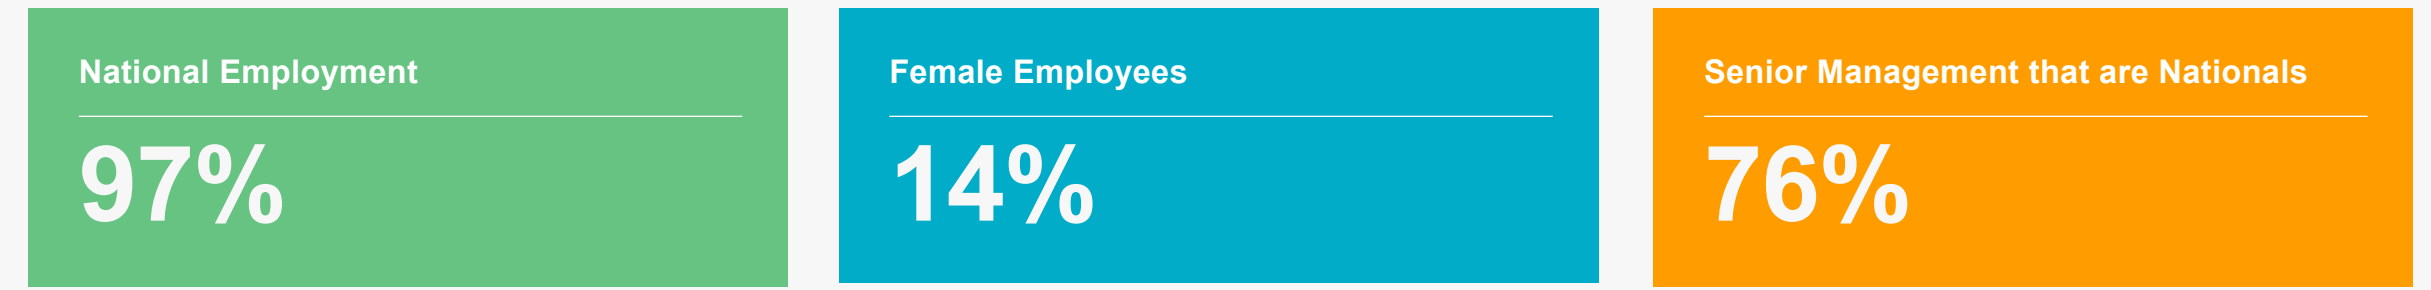 National Employment
97%
Female Employees
14%
Senior Management that are Nationals
76%